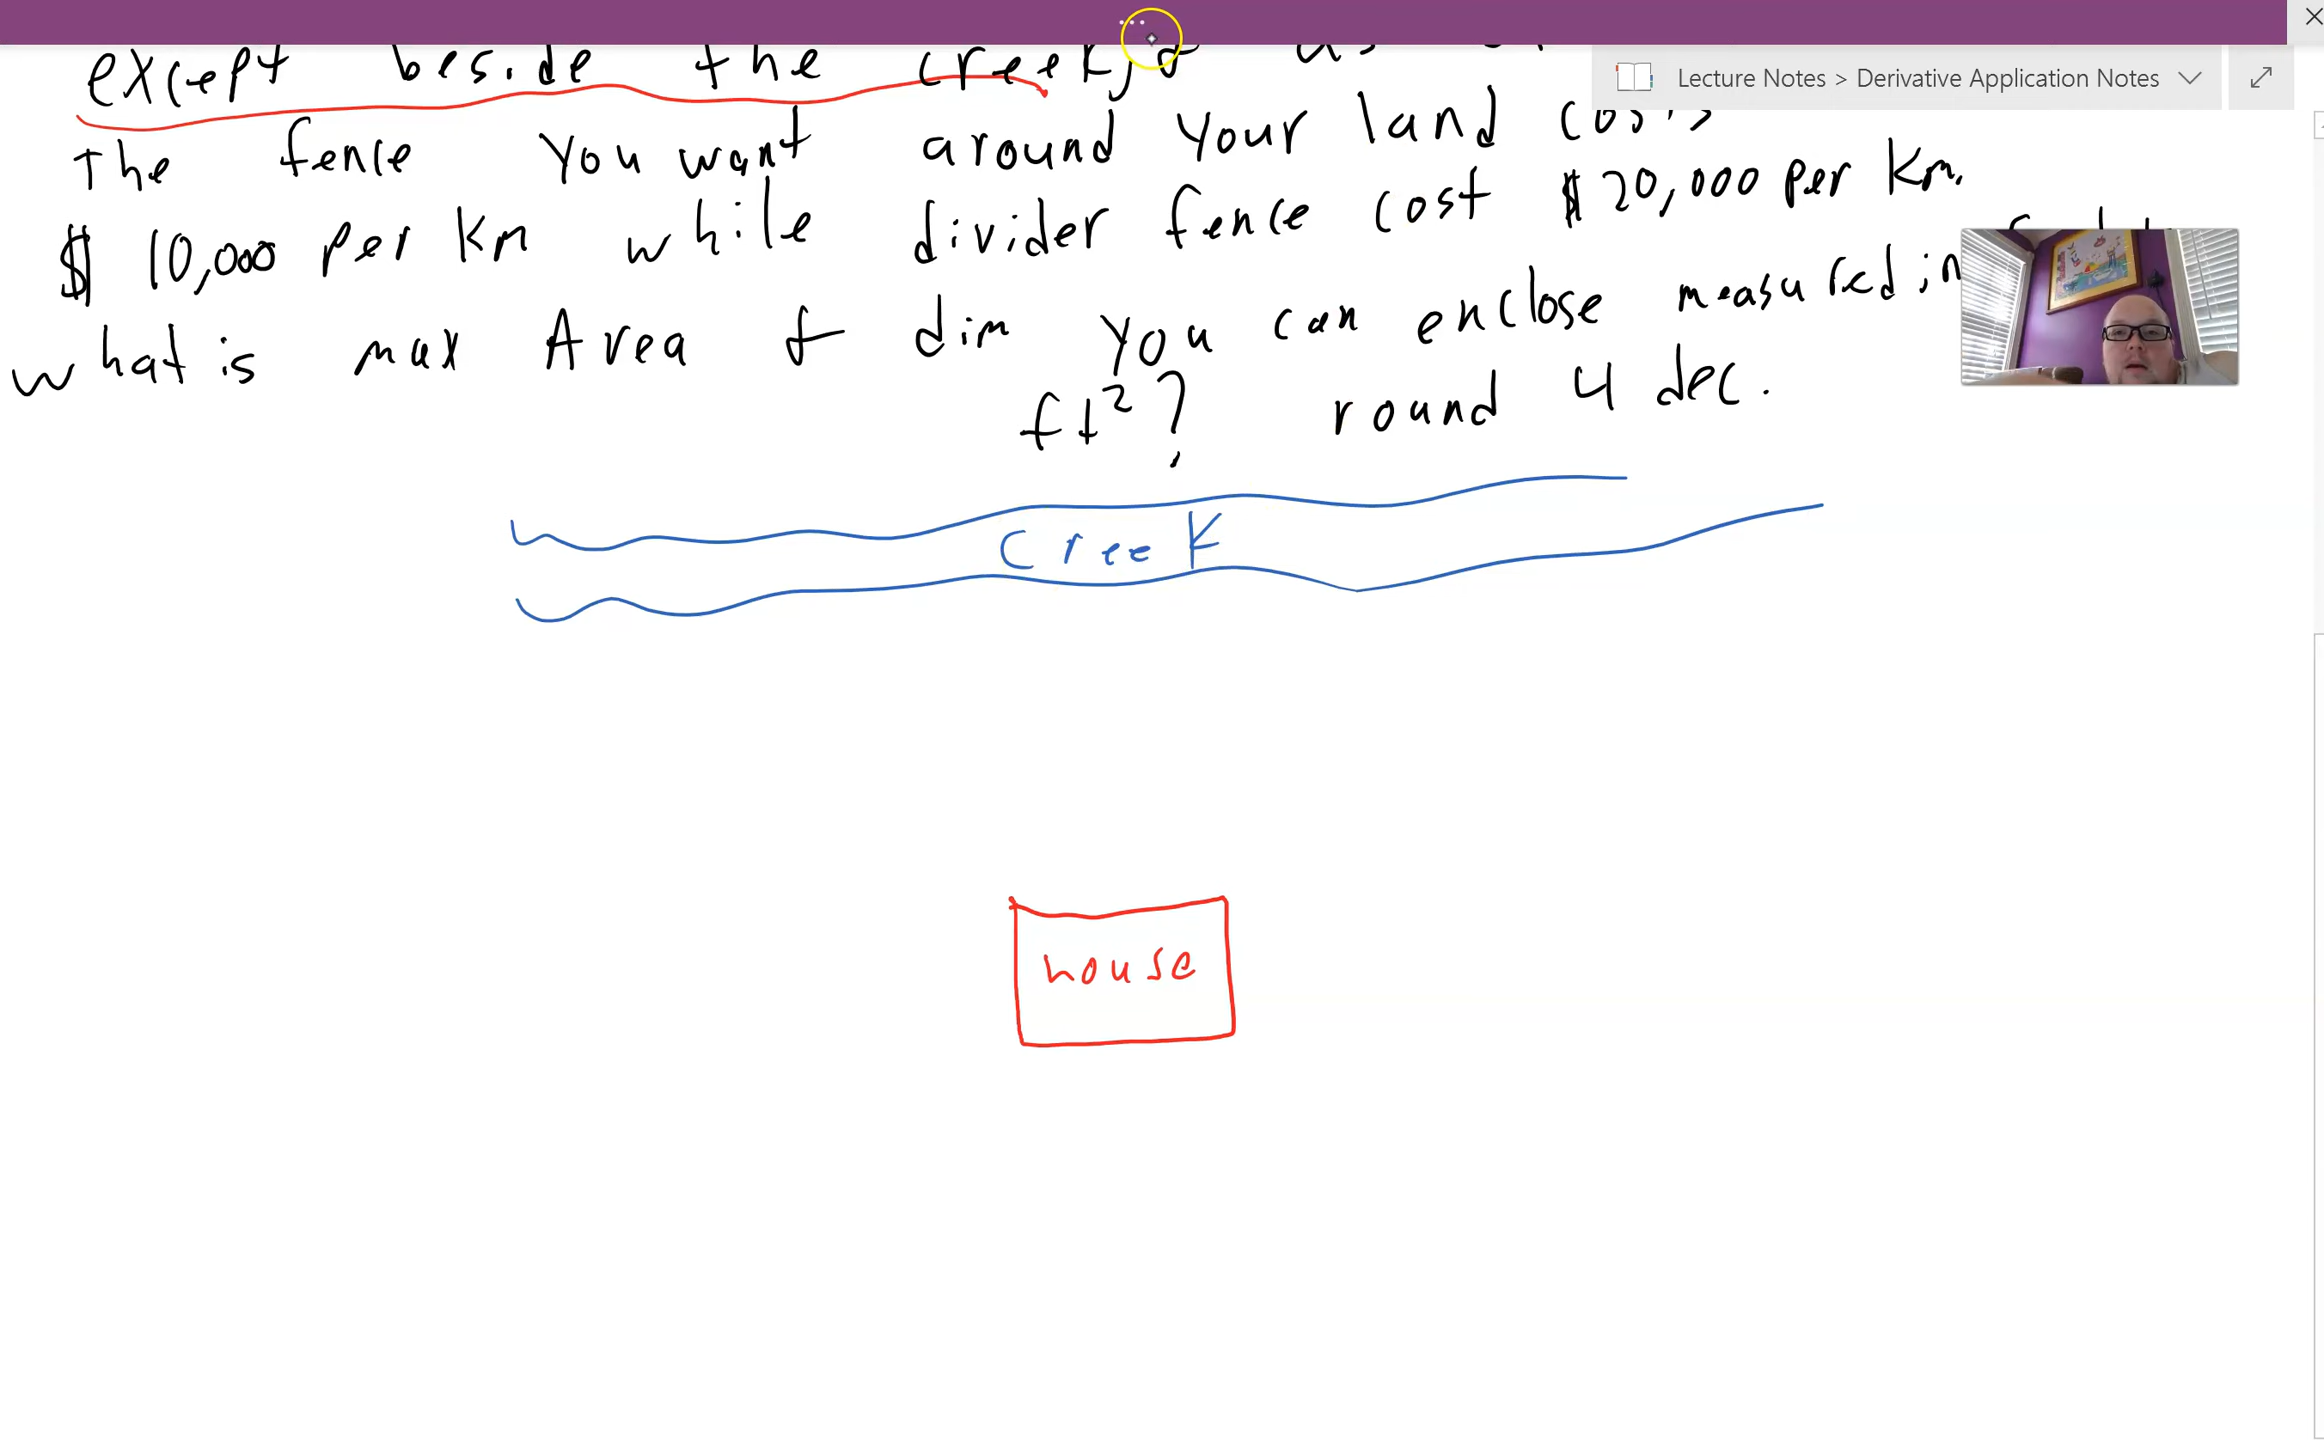 except beside the creek, &
Lecture Notes > Derivative Application Notes
The fence you want around your land costs
$ 10,000 per Km while divider fence cost $20,000 per Km.
what is max Area & dim you can enclose measured in
ft²? round 4 dec.
creek
house